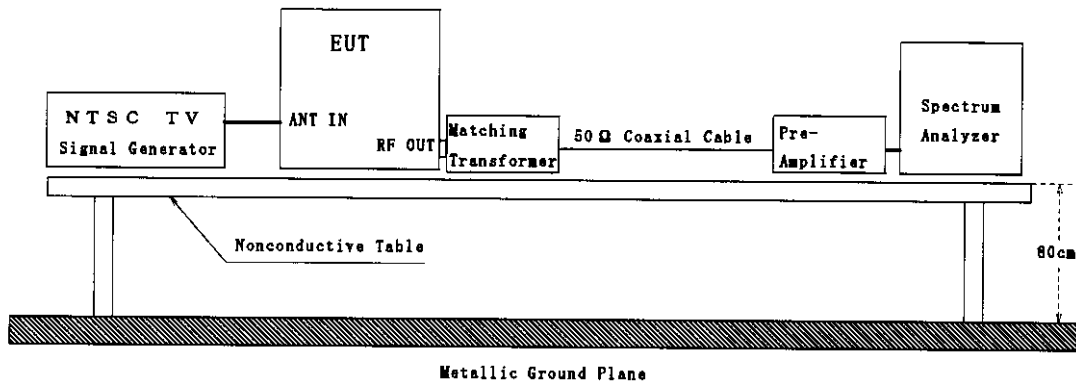 EUT
NTSC TV
Signal Generator
ANT IN
RF OUT
Matching
Transformer
50Ω Coaxial Cable
Pre-
Amplifier
Spectrum
Analyzer
Nonconductive Table
80cm
Metallic Ground Plane